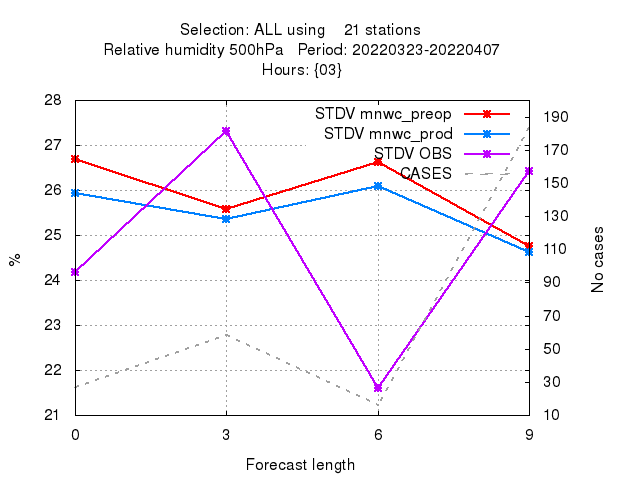 Selection: ALL using    21 stations
Relative humidity 500hPa   Period: 20220323-20220407
Hours: {03}
STDV mnwc_preop
STDV mnwc_prod
STDV OBS
CASES
28
27
26
25
24
23
22
21
%
190
170
150
130
110
90
70
50
30
10
No cases
0 3 6 9
Forecast length